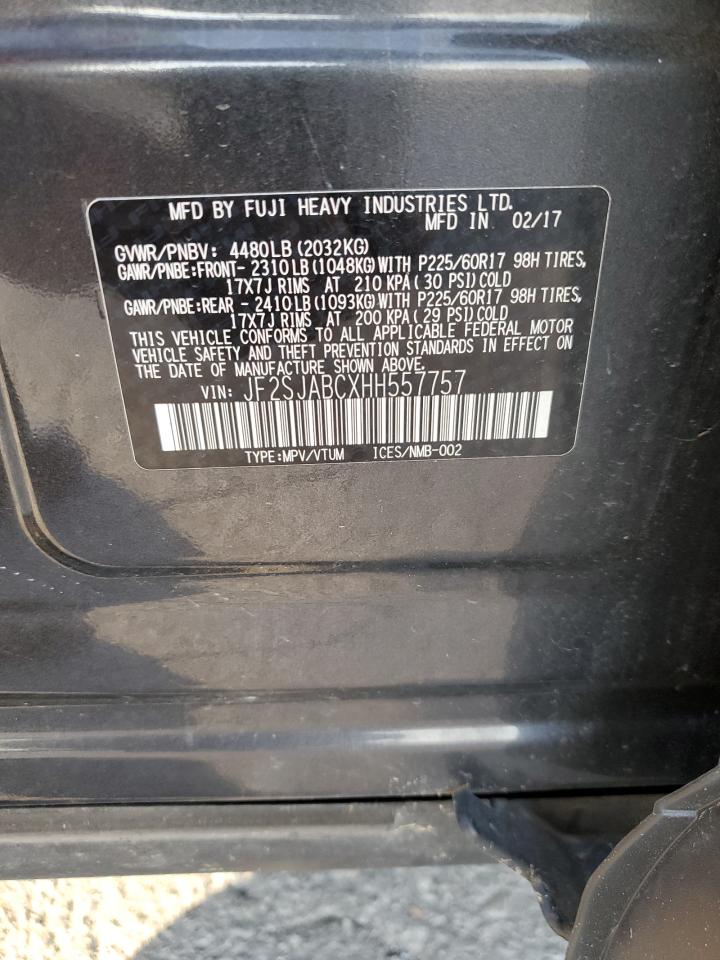 MFD BY FUJI HEAVY INDUSTRIES LTD.
MFD IN 02/17
GVWR/PNBV: 4480LB(2032KG)
GAWR/PNBE:FRONT- 2310LB(1048KG)WITH P225/60R17 98H TIRES,
17X7J RIMS AT 210 KPA(30 PSI)COLD
GAWR/PNBE:REAR - 2410LB(1093KG)WITH P225/60R17 98H TIRES,
17X7J RIMS AT 200 KPA(29 PSI)COLD
THIS VEHICLE CONFORMS TO ALL APPLICABLE FEDERAL MOTOR
VEHICLE SAFETY AND THEFT PREVENTION STANDARDS IN EFFECT ON
THE DATE OF MANUFACTURE SHOWN ABOVE.
VIN: JF2SJABCXHH557757
TYPE:MPV/VTUM ICES/NMB-002